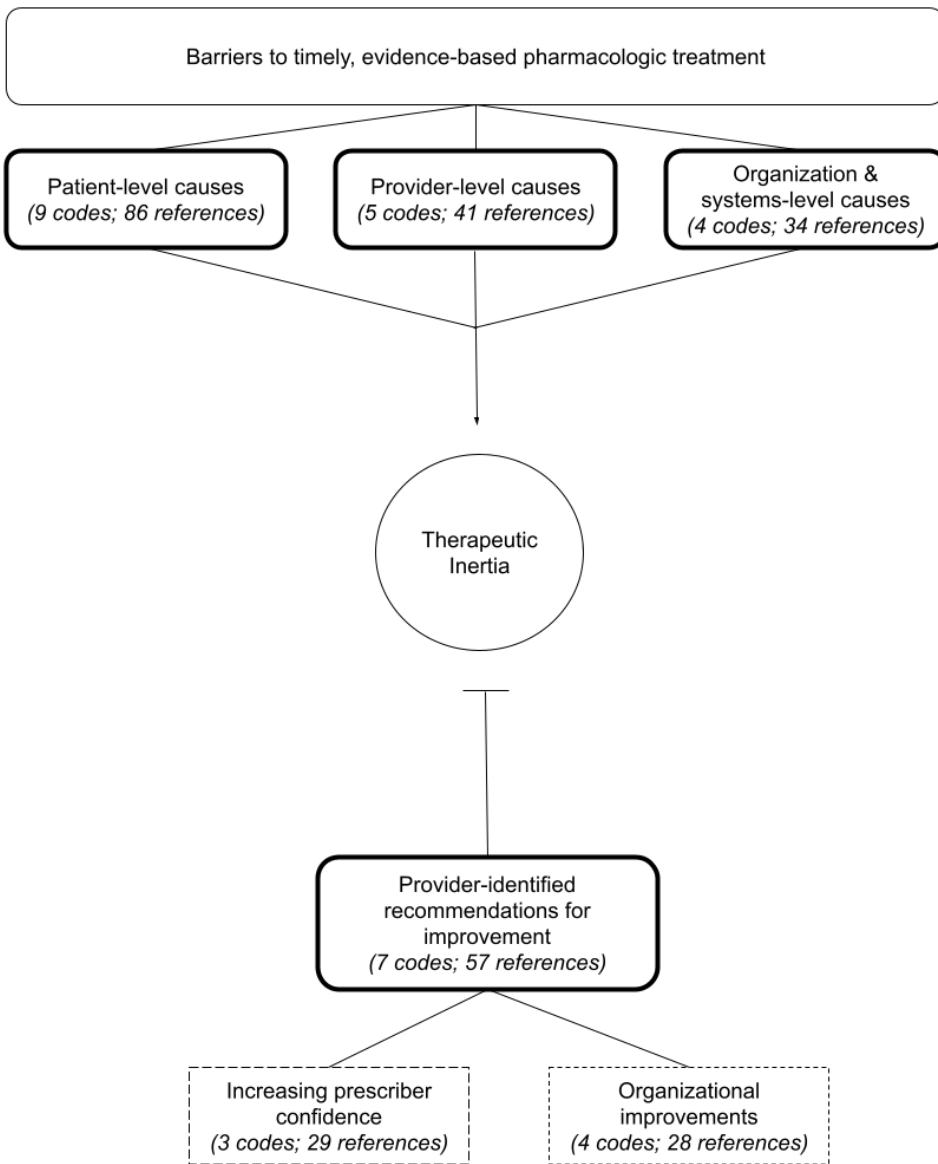 Barriers to timely, evidence-based pharmacologic treatment
Patient-level causes
(9 codes; 86 references)
Provider-level causes
(5 codes; 41 references)
Organization &
systems-level causes
(4 codes; 34 references)
Therapeutic
Inertia
Provider-identified
recommendations for
improvement
(7 codes; 57 references)
Increasing prescriber
confidence
(3 codes; 29 references)
Organizational
improvements
(4 codes; 28 references)